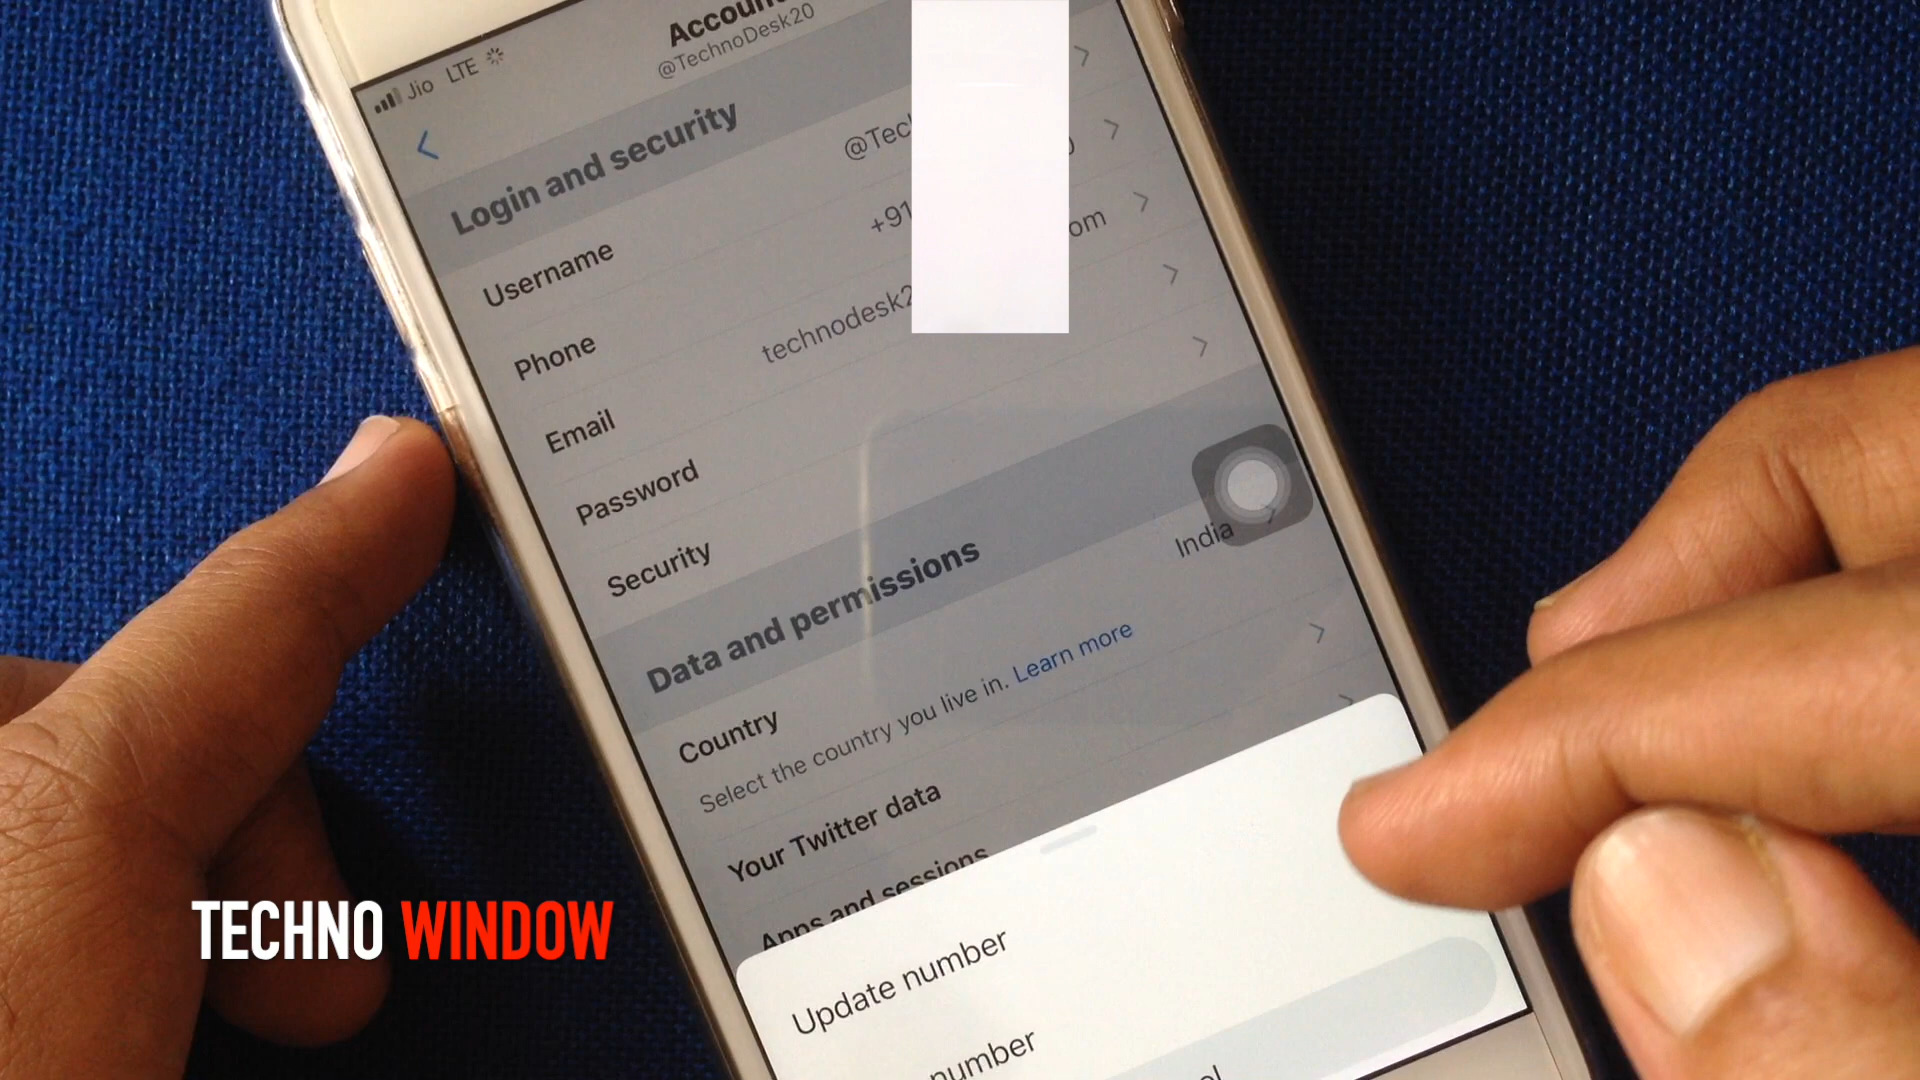 Jio LTE
Account
@TechnoDesk20
Login and security
Username @Tec
Phone +91
Email technodesk2 om
Password
Security
Data and permissions
Country India
Select the country you live in. Learn more
Your Twitter data
Apps and sessions
Update number
number
TECHNO WINDOW